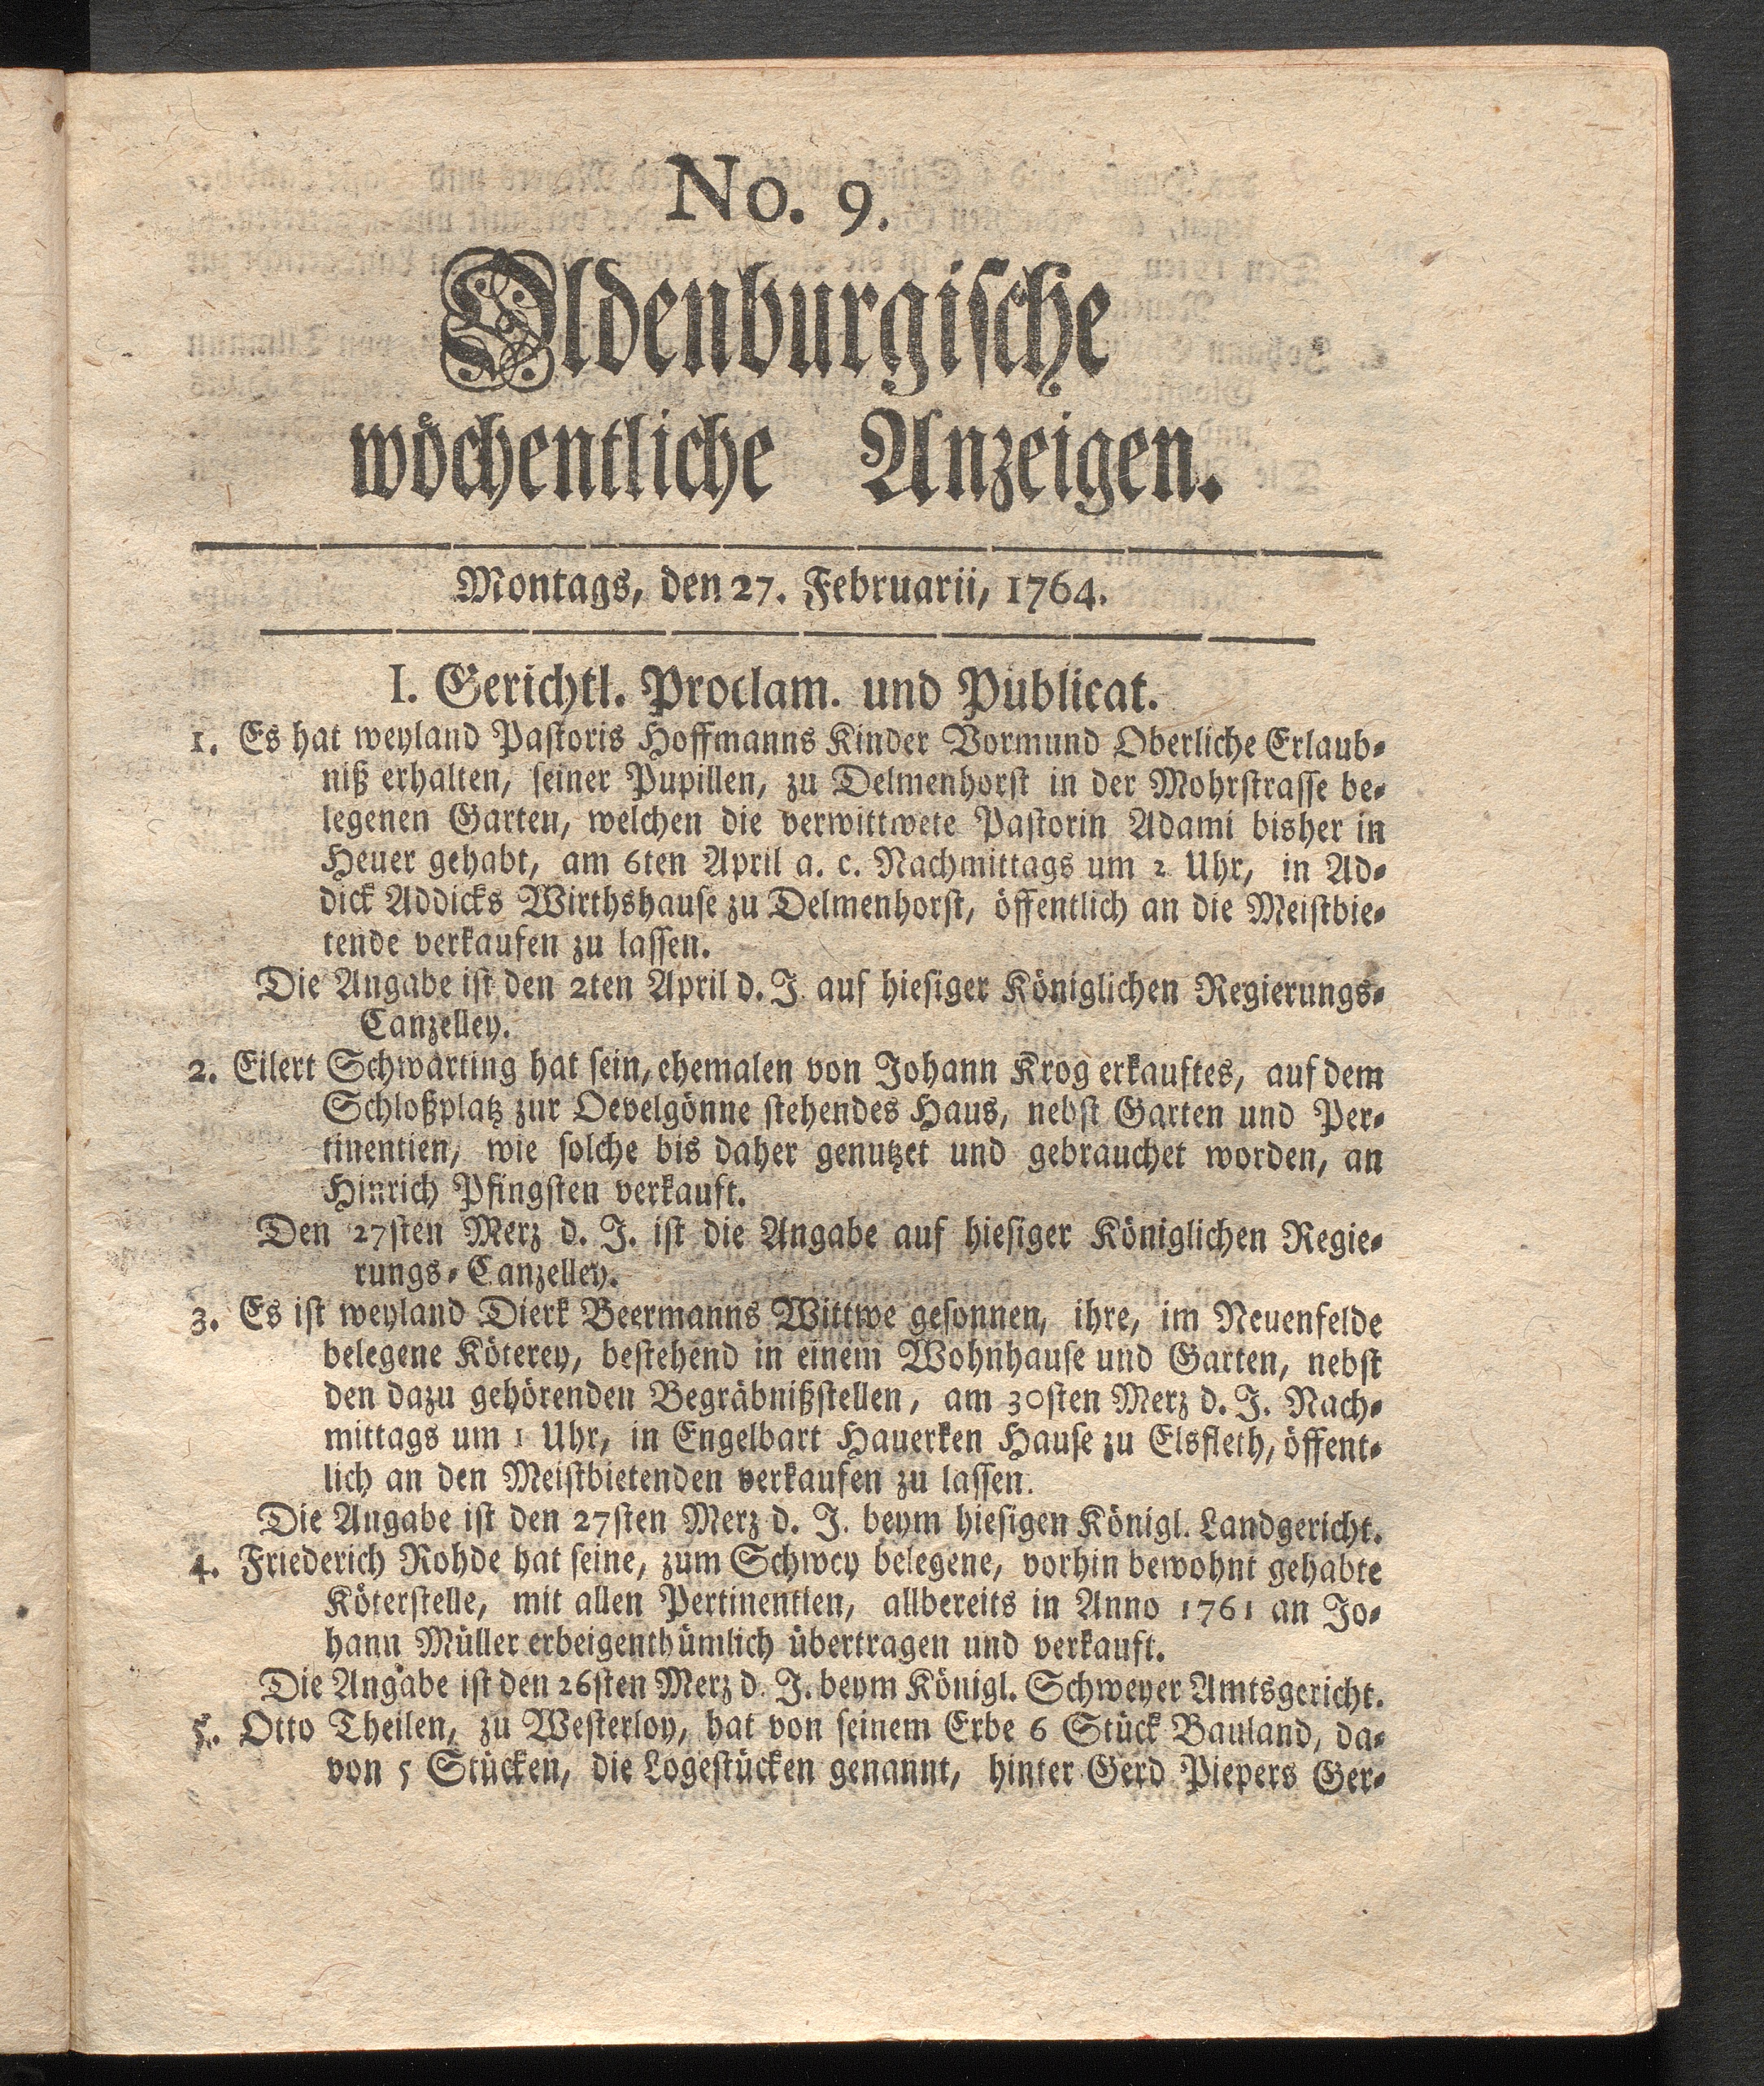 No. 9.
Oldenburgische
wöchentliche Anzeigen.
Montags, den 27. Februarii, 1764.
I. Gerichtl. Proclam. und Publicat.
1. Es hat weyland Pastoris Hoffmanns Kinder Vormund Oberliche Erlaub-
niß erhalten, seiner Pupillen, zu Delmenhorst in der Mohrstrasse be-
legenen Garten, welchen die verwittwete Pastorin Adami bisher in
Heuer gehabt, am 6ten April a. c. Nachmittags um 2 Uhr, in Ad-
dick Addicks Wirthshause zu Delmenhorst, öffentlich an die Meistbie-
tende verkaufen zu lassen.
Die Angabe ist den 2ten April d. J. auf hiesiger Königlichen Regierungs-
Canzelley.
2. Eilert Schwarting hat sein, ehemalen von Johann Krog erkauftes, auf dem
Schloßplatz zur Oevelgönne stehendes Haus, nebst Garten und Per-
tinentien, wie solche bis daher genutzet und gebrauchet worden, an
Hinrich Pfingsten verkauft.
Den 27sten Merz d. J. ist die Angabe auf hiesiger Königlichen Regie-
rungs-Canzelley.
3. Es ist weyland Dierk Beermanns Wittwe gesonnen, ihre, im Neuenfelde
belegene Köterey, bestehend in einem Wohnhause und Garten, nebst
den dazu gehörenden Begräbnißstellen, am 30sten Merz d. J. Nach-
mittags um 1 Uhr, in Engelbart Hauerken Hause zu Elsfleth, öffent-
lich an den Meistbietenden verkaufen zu lassen.
Die Angabe ist den 27sten Merz d. J. beym hiesigen Königl. Landgericht.
4. Friederich Rohde hat seine, zum Schwey belegene, vorhin bewohnt gehabte
Köterstelle, mit allen Pertinentien, allbereits in Anno 1761 an Jo-
hann Müller erbeigenthümlich übertragen und verkauft.
Die Angabe ist den 26sten Merz d. J. beym Königl. Schweyer Amtsgericht.
5. Otto Theilen, zu Westerloy, hat von seinem Erbe 6 Stück Bauland, da-
von 5 Stücken, die Logestücken genannt, hinter Gerd Piepers Ger-